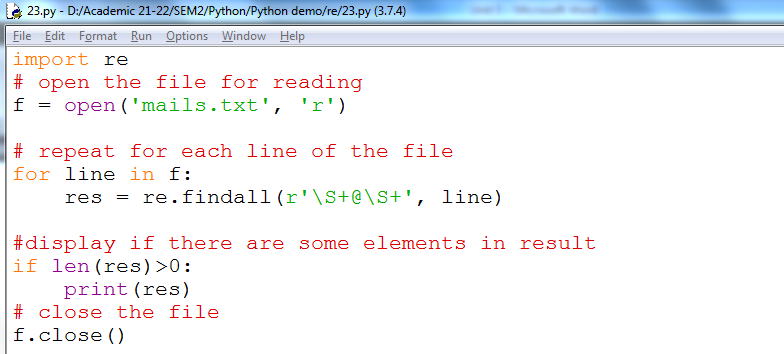 23.py - D:/Academic 21-22/SEM2/Python/Python demo/re/23.py (3.7.4)
File Edit Format Run Options Window Help
import re
# open the file for reading
f = open('mails.txt', 'r')
# repeat for each line of the file
for line in f:
    res = re.findall(r'\S+@\S+', line)
#display if there are some elements in result
if len(res)>0:
    print(res)
# close the file
f.close()